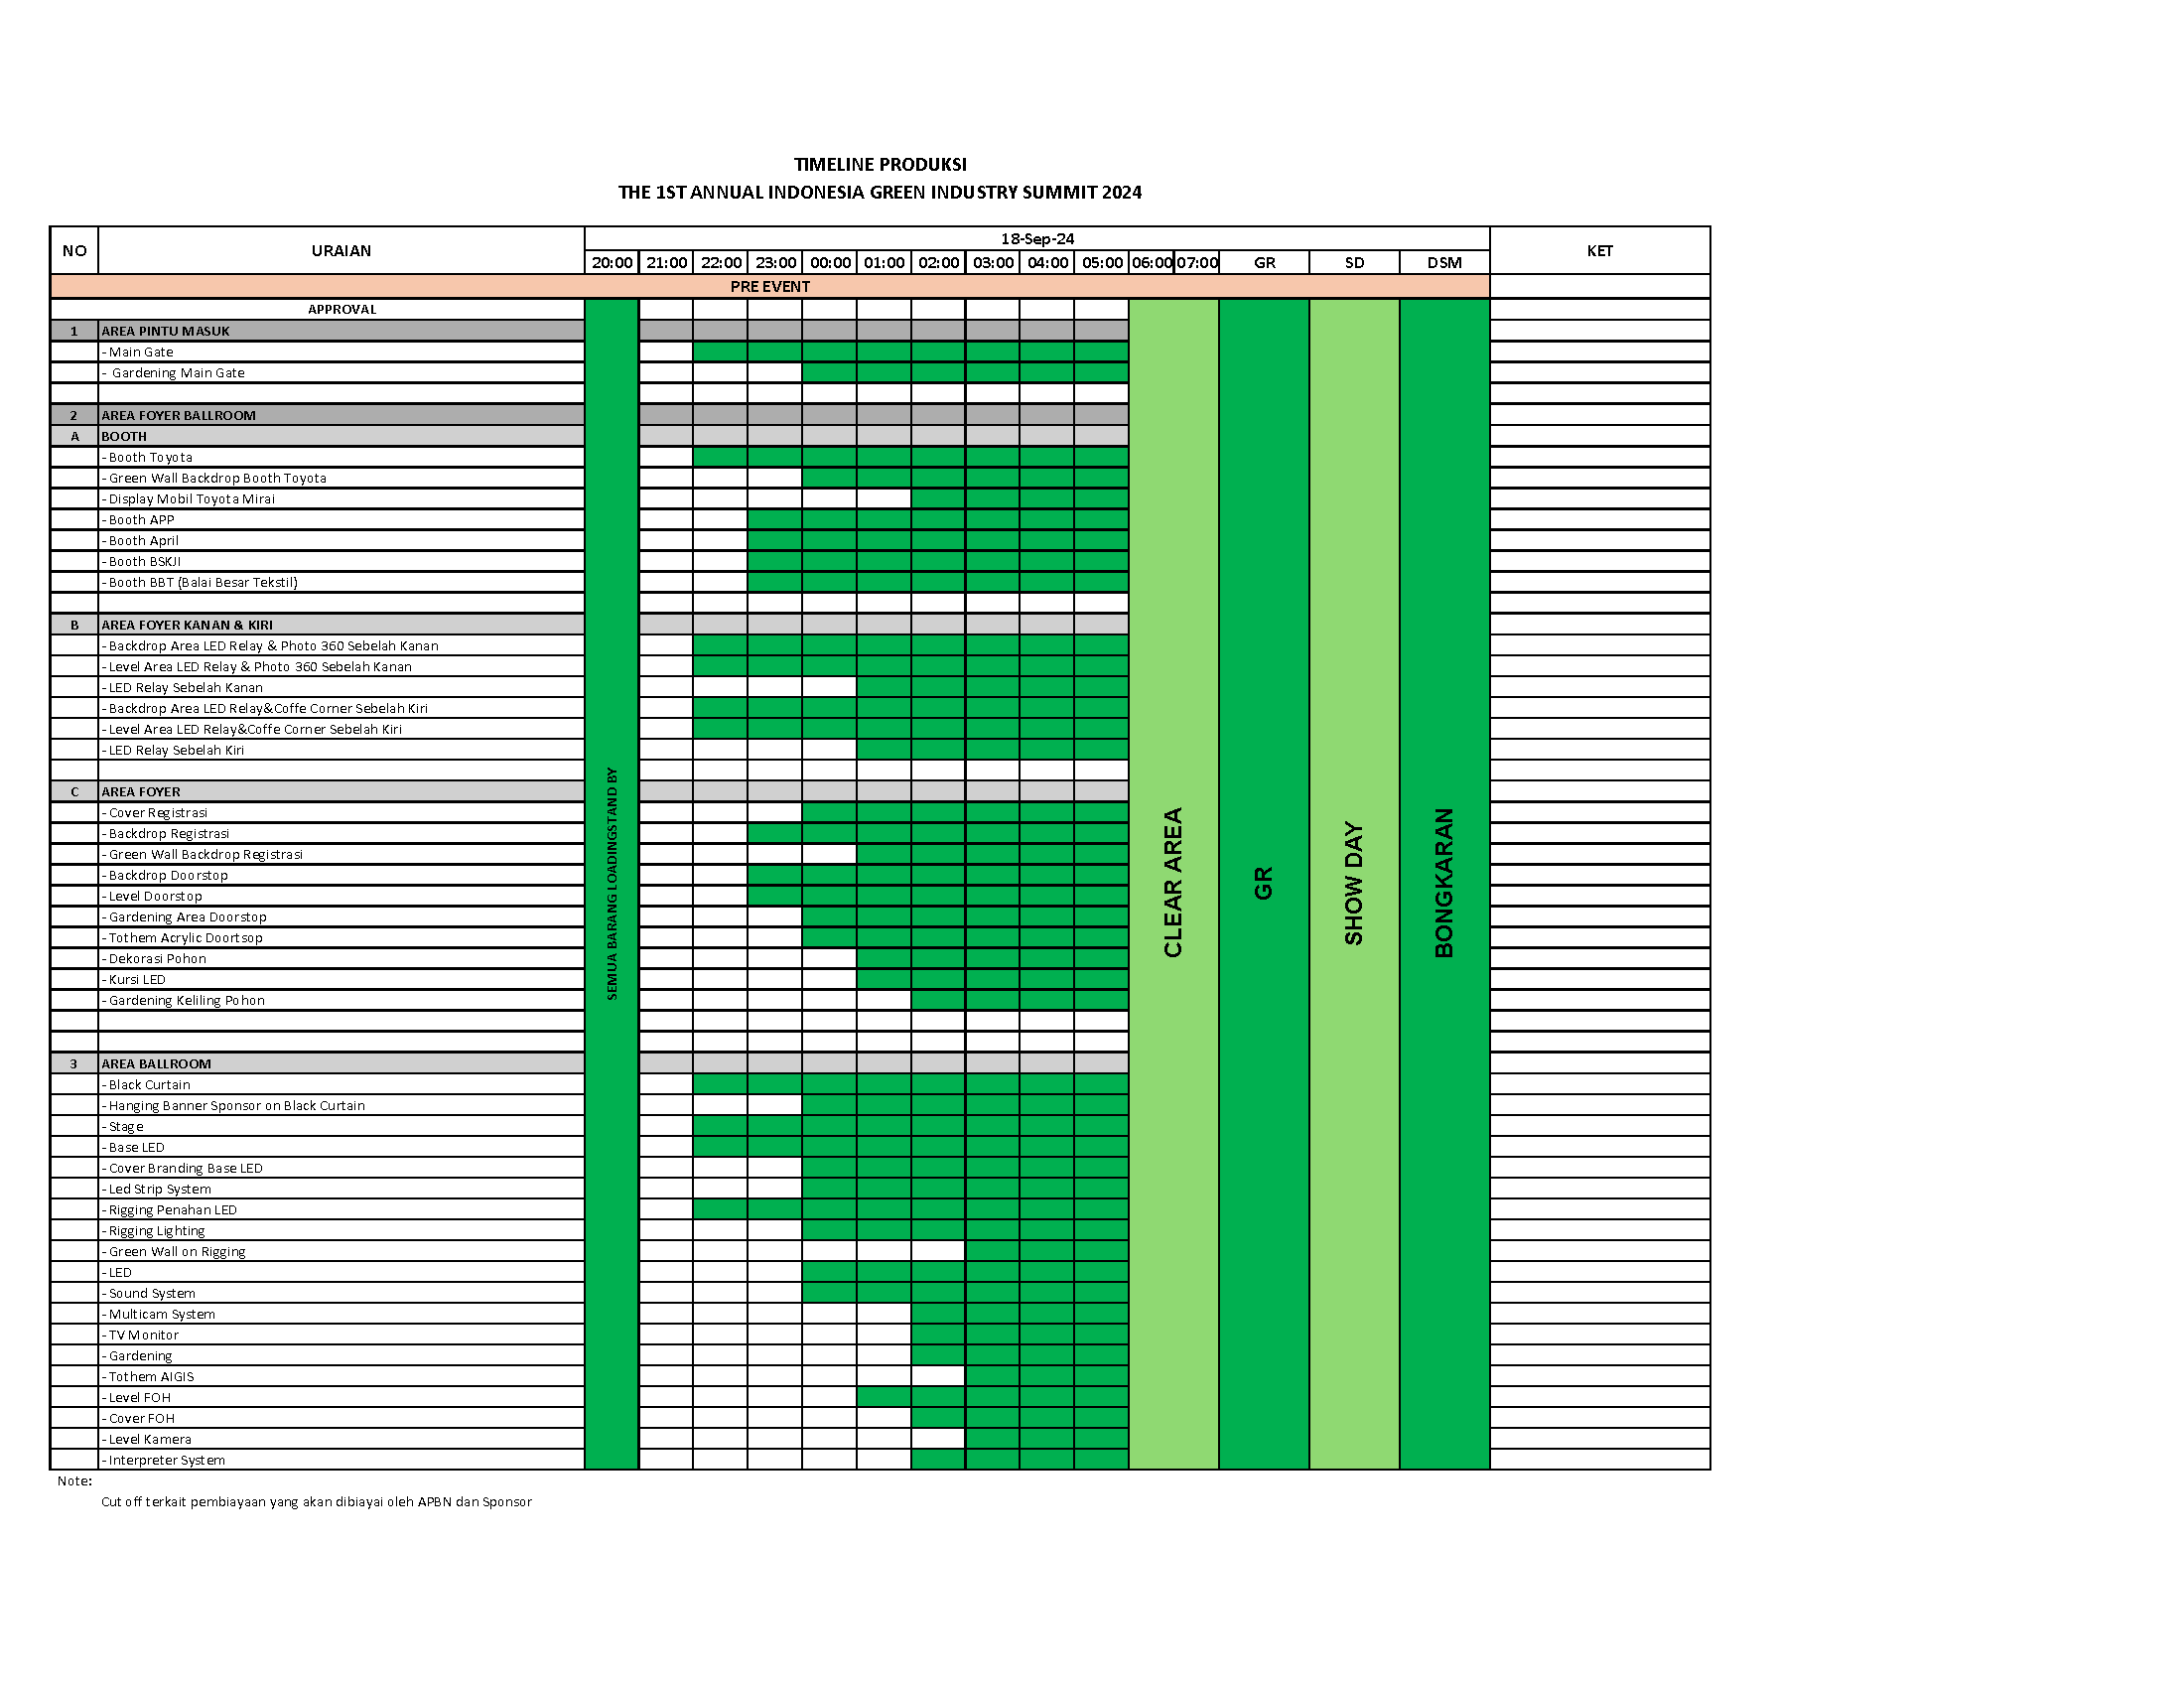 TIMELINE PRODUKSI
THE 1ST ANNUAL INDONESIA GREEN INDUSTRY SUMMIT 2024
NO URAIAN 18-Sep-24 KET
20:00 21:00 22:00 23:00 00:00 01:00 02:00 03:00 04:00 05:00 06:00 07:00 GR SD DSM
PRE EVENT
APPROVAL
1 AREA PINTU MASUK
- Main Gate
- Gardening Main Gate
2 AREA FOYER BALLROOM
A BOOTH
- Booth Toyota
- Green Wall Backdrop Booth Toyota
- Display Mobil Toyota Mirai
- Booth APP
- Booth April
- Booth BSKJI
- Booth BBT (Balai Besar Tekstil)
B AREA FOYER KANAN & KIRI
- Backdrop Area LED Relay & Photo 360 Sebelah Kanan
- Level Area LED Relay & Photo 360 Sebelah Kanan
- LED Relay Sebelah Kanan
- Backdrop Area LED Relay&Coffe Corner Sebelah Kiri
- Level Area LED Relay&Coffe Corner Sebelah Kiri
- LED Relay Sebelah Kiri
C AREA FOYER
- Cover Registrasi
- Backdrop Registrasi
- Green Wall Backdrop Registrasi
- Backdrop Doorstop
- Level Doorstop
- Gardening Area Doorstop
- Tothem Acrylic Doortsop
- Dekorasi Pohon
- Kursi LED
- Gardening Keliling Pohon
3 AREA BALLROOM
- Black Curtain
- Hanging Banner Sponsor on Black Curtain
- Stage
- Base LED
- Cover Branding Base LED
- Led Strip System
- Rigging Penahan LED
- Rigging Lighting
- Green Wall on Rigging
- LED
- Sound System
- Multicam System
- TV Monitor
- Gardening
- Tothem AIGIS
- Level FOH
- Cover FOH
- Level Kamera
- Interpreter System
SEMUA BARANG LOADINGSTAND BY
CLEAR AREA
GR
SHOW DAY
BONGKARAN
Note:
Cut off terkait pembiayaan yang akan dibiayai oleh APBN dan Sponsor